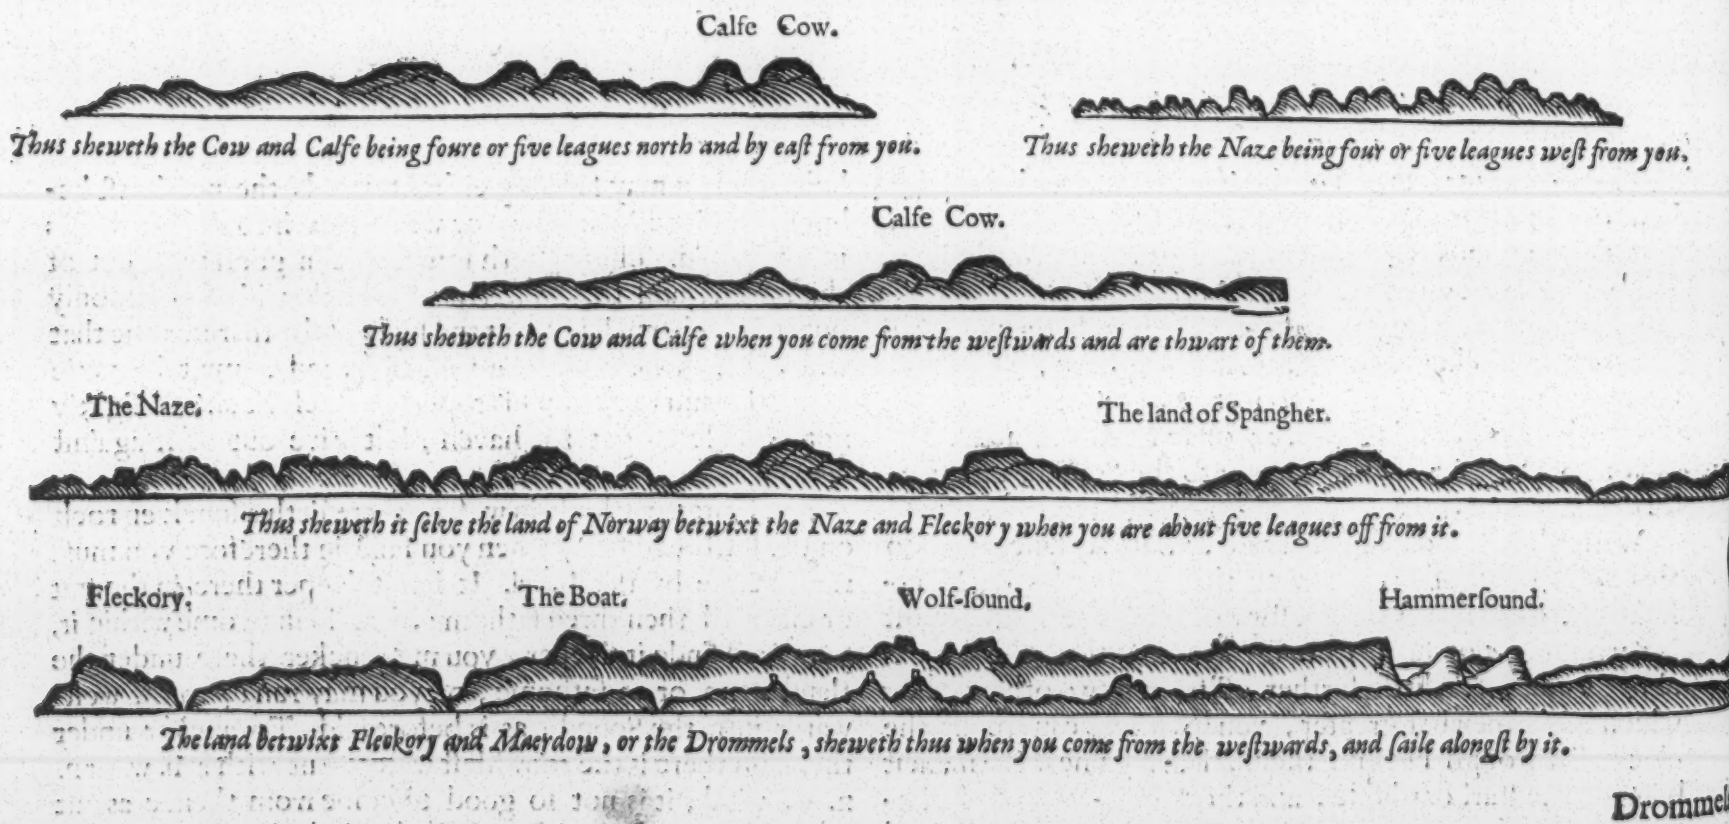 Calfe Cow.
Thus sheweth the Cow and Calfe being foure or five leagues north and by eaſt from you.
Thus sheweth the Naze being four or five leagues weſt from you.
Calfe Cow.
Thus sheweth the Cow and Calfe when you come from the weſtwards and are thwart of them.
The Naze.
The land of Spangher.
Thus sheweth it ſelve the land of Norway betwixt the Naze and Fleckory when you are about five leagues off from it.
Fleckory.
The Boat.
Wolf-ſound.
Hammerſound.
The land betwixt Fleckory and Maerdow, or the Drommels, sheweth thus when you come from the weſtwards, and ſaile alongſt by it.
Drommel